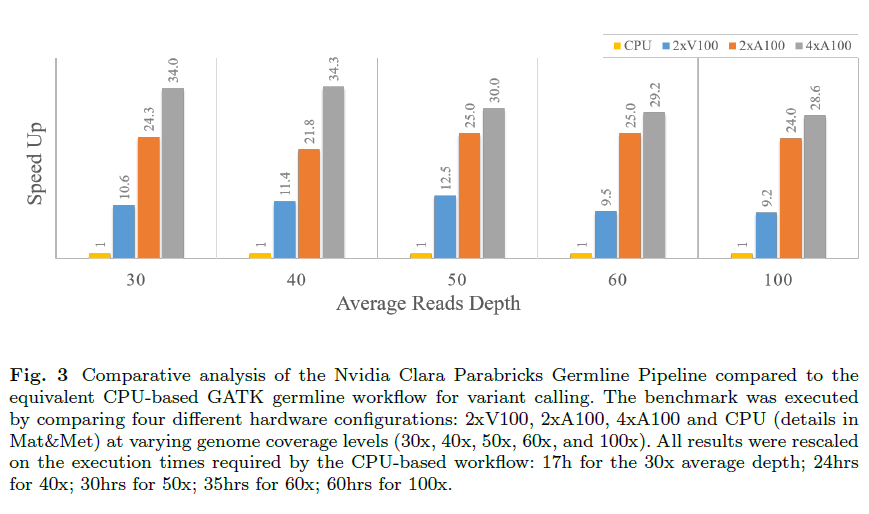 CPU 2xV100 2xA100 4xA100
Speed Up
1 10.6 24.3 34.0
1 11.4 21.8 34.3
1 12.5 25.0 30.0
1 9.5 25.0 29.2
1 9.2 24.0 28.6
30 40 50 60 100
Average Reads Depth
Fig. 3 Comparative analysis of the Nvidia Clara Parabricks Germline Pipeline compared to the
equivalent CPU-based GATK germline workflow for variant calling. The benchmark was executed
by comparing four different hardware configurations: 2xV100, 2xA100, 4xA100 and CPU (details in
Mat&Met) at varying genome coverage levels (30x, 40x, 50x, 60x, and 100x). All results were rescaled
on the execution times required by the CPU-based workflow: 17h for the 30x average depth; 24hrs
for 40x; 30hrs for 50x; 35hrs for 60x; 60hrs for 100x.